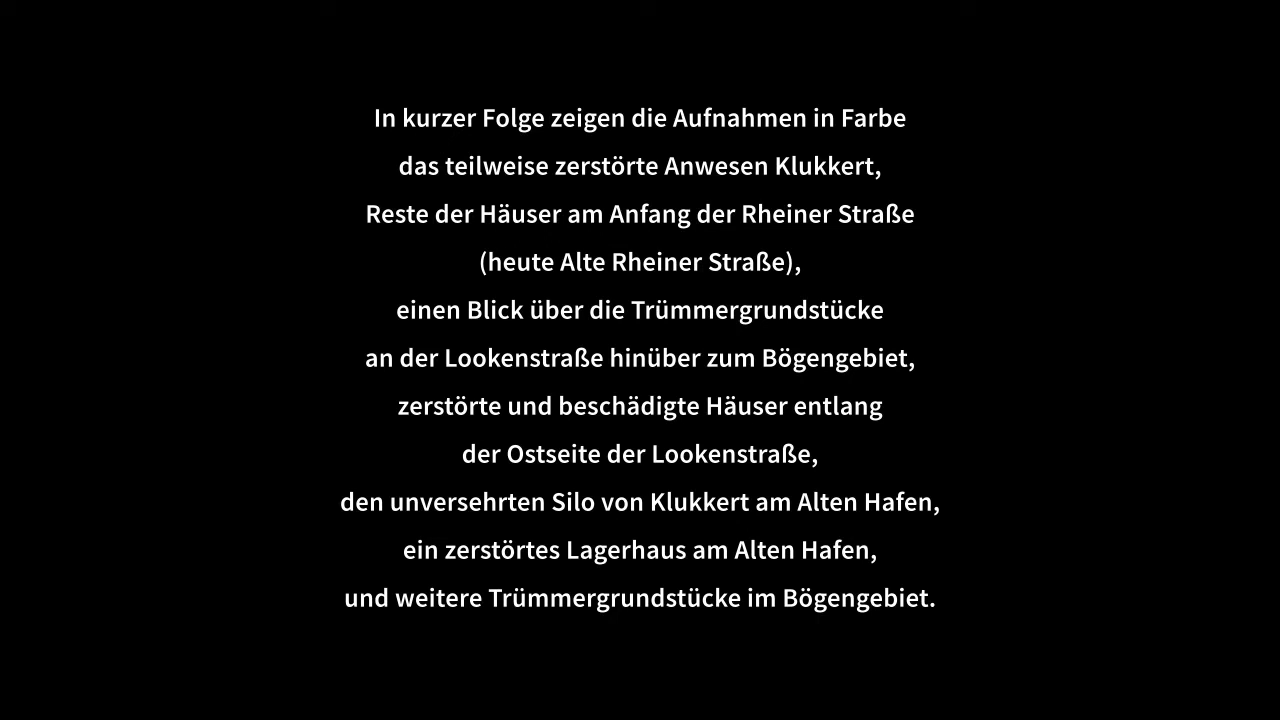 In kurzer Folge zeigen die Aufnahmen in Farbe
das teilweise zerstörte Anwesen Klukkert,
Reste der Häuser am Anfang der Rheiner Straße
(heute Alte Rheiner Straße),
einen Blick über die Trümmergrundstücke
an der Lookenstraße hinüber zum Bögengebiet,
zerstörte und beschädigte Häuser entlang
der Ostseite der Lookenstraße,
den unversehrten Silo von Klukkert am Alten Hafen,
ein zerstörtes Lagerhaus am Alten Hafen,
und weitere Trümmergrundstücke im Bögengebiet.